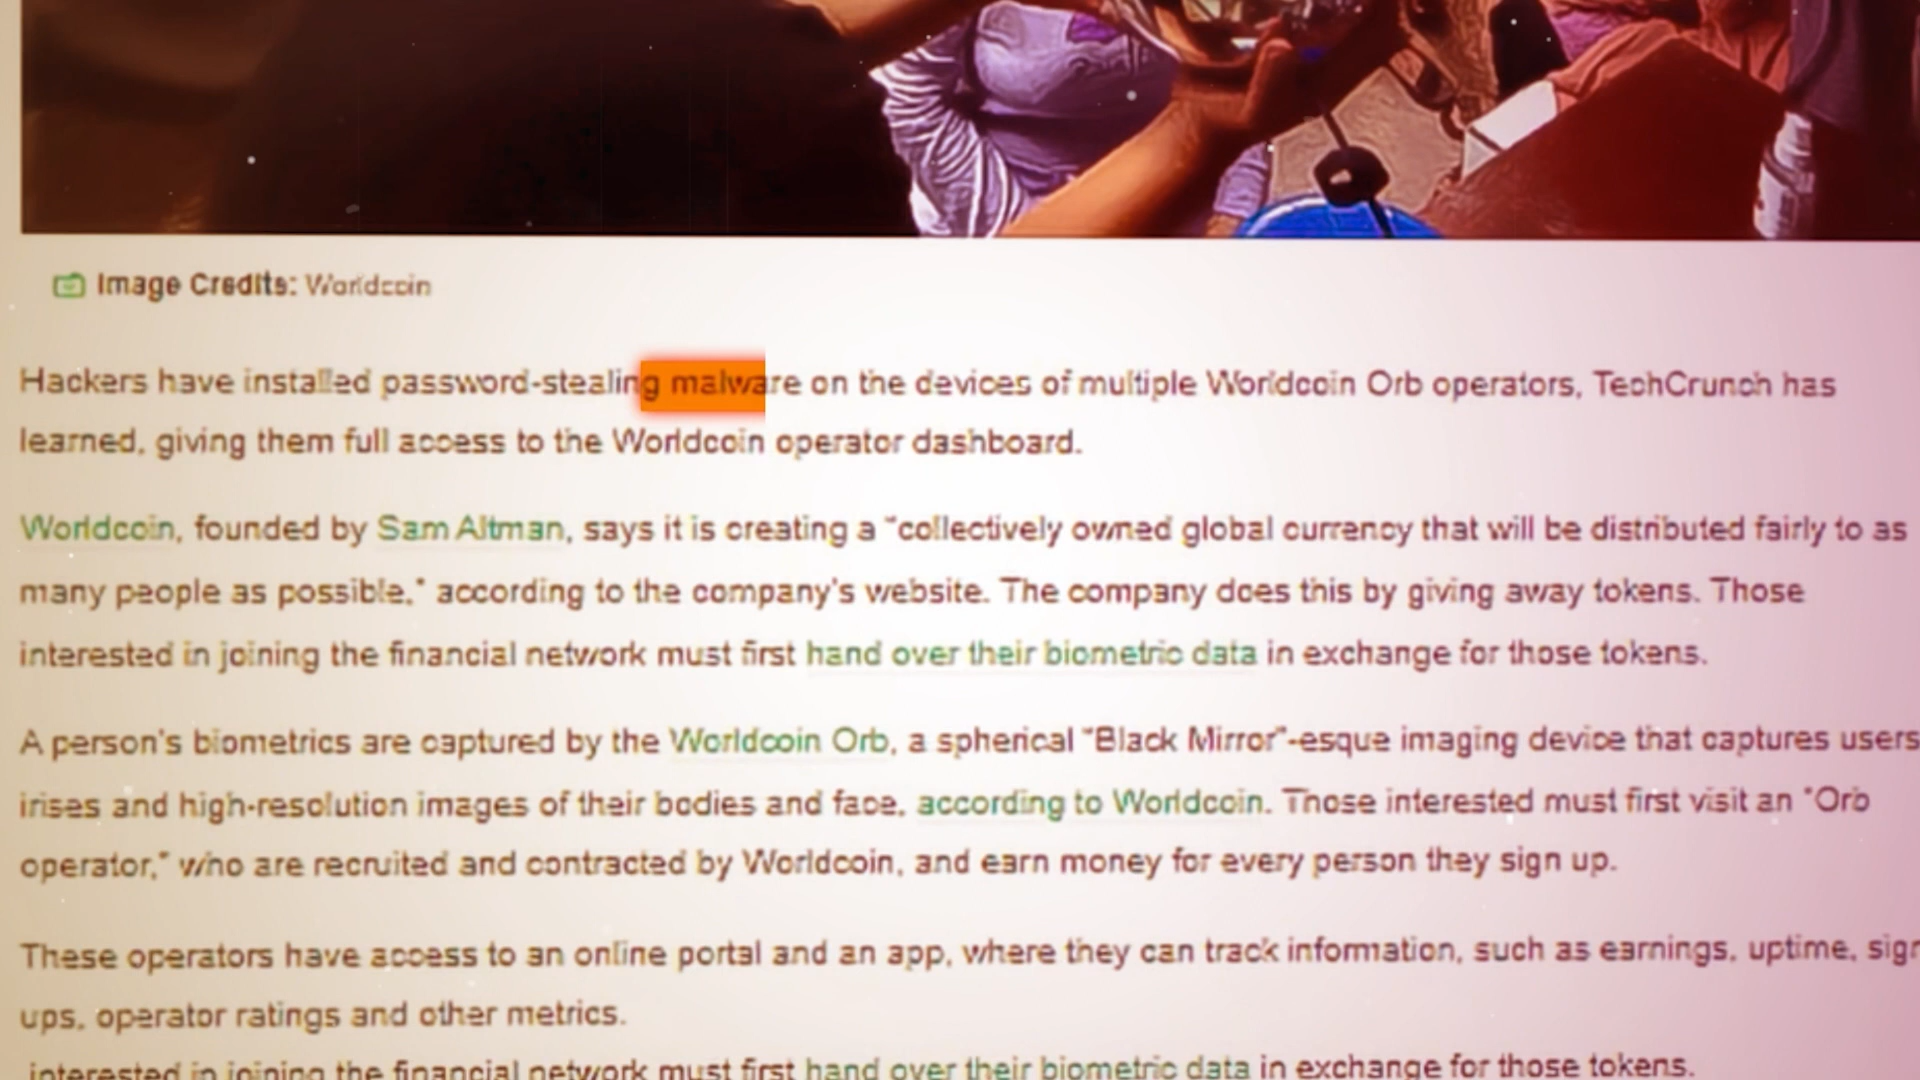 Image Credits: Worldcoin
Hackers have installed password-stealing malware on the devices of multiple Worldcoin Orb operators, TechCrunch has
learned, giving them full access to the Worldcoin operator dashboard.
Worldcoin, founded by Sam Altman, says it is creating a "collectively owned global currency that will be distributed fairly to as
many people as possible," according to the company's website. The company does this by giving away tokens. Those
interested in joining the financial network must first hand over their biometric data in exchange for those tokens.
A person's biometrics are captured by the Worldcoin Orb, a spherical "Black Mirror"-esque imaging device that captures users
irises and high-resolution images of their bodies and face, according to Worldcoin. Those interested must first visit an "Orb
operator," who are recruited and contracted by Worldcoin, and earn money for every person they sign up.
These operators have access to an online portal and an app, where they can track information, such as earnings, uptime, sign
ups, operator ratings and other metrics.
interested in joining the financial network must first hand over their biometric data in exchange for those tokens.